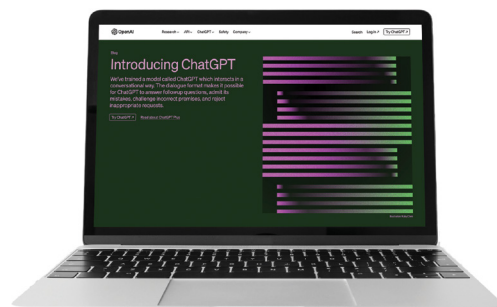 OpenAI
Research API ChatGPT Safety Company
Search Log in Try ChatGPT
Blog
Introducing ChatGPT
We've trained a model called ChatGPT which interacts in a
conversational way. The dialogue format makes it possible
for ChatGPT to answer followup questions, admit its
mistakes, challenge incorrect premises, and reject
inappropriate requests.
Try ChatGPT Read about ChatGPT Plus